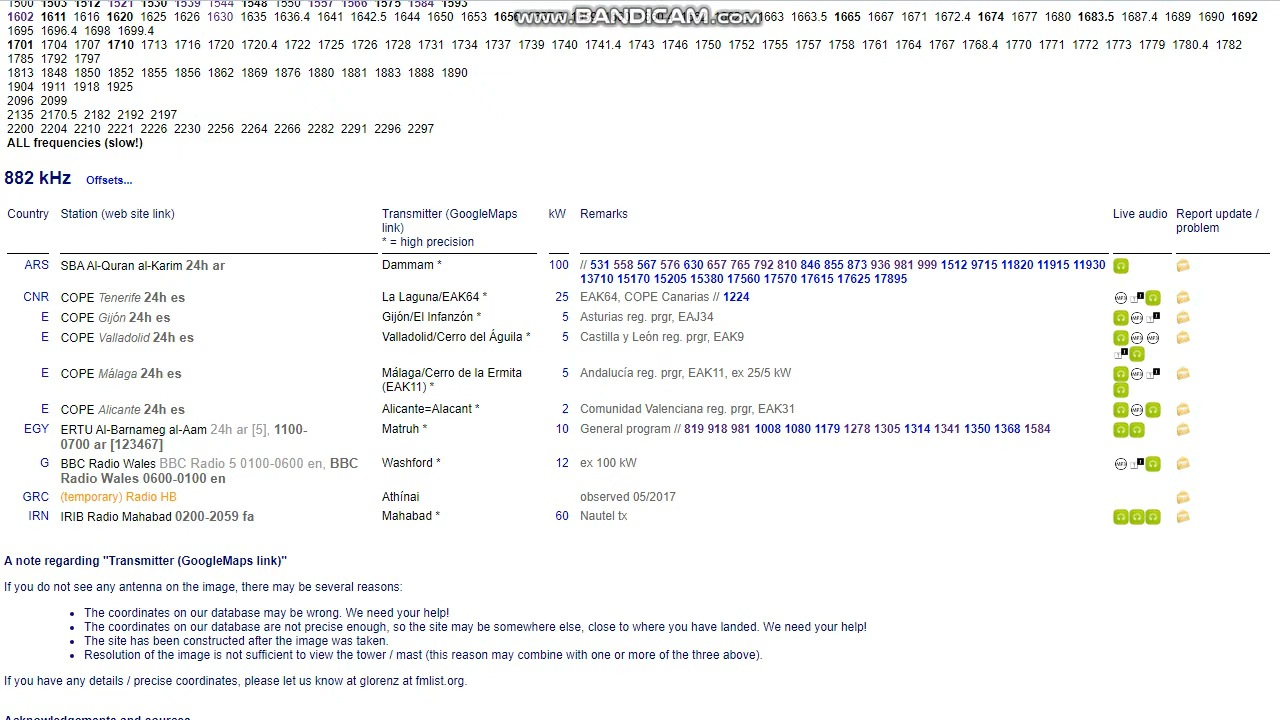 1500 1503 1512 1521 1530 1539 1544 1548 1550 1557 1566 1575 1584 1593
www.BANDICAM.com
1602 1611 1616 1620 1625 1626 1630 1635 1636.4 1641 1642.5 1644 1650 1653 1663 1663.5 1665 1667 1671 1672.4 1674 1677 1680 1683.5 1687.4 1689 1690 1692
1695 1696.4 1698 1699.4
1701 1704 1707 1710 1713 1716 1720 1720.4 1722 1725 1726 1728 1731 1734 1737 1739 1740 1741.4 1743 1746 1750 1752 1755 1757 1758 1761 1764 1767 1768.4 1770 1771 1772 1773 1779 1780.4 1782
1785 1792 1797
1813 1848 1850 1852 1855 1856 1862 1869 1876 1880 1881 1883 1888 1890
1904 1911 1918 1925
2096 2099
2135 2170.5 2182 2192 2197
2200 2204 2210 2221 2226 2230 2256 2264 2266 2282 2291 2296 2297
ALL frequencies (slow!)
882 kHz Offsets...
Country Station (web site link) Transmitter (GoogleMaps kW Remarks Live audio Report update /
link) problem
* = high precision
ARS SBA Al-Quran al-Karim 24h ar Dammam * 100 // 531 558 567 576 630 657 765 792 810 846 855 873 936 981 999 1512 9715 11820 11915 11930
13710 15170 15205 15380 17560 17570 17615 17625 17895
CNR COPE Tenerife 24h es La Laguna/EAK64 * 25 EAK64, COPE Canarias // 1224
E COPE Gijón 24h es Gijón/El Infanzón * 5 Asturias reg. prgr, EAJ34
E COPE Valladolid 24h es Valladolid/Cerro del Águila * 5 Castilla y León reg. prgr, EAK9
E COPE Málaga 24h es Málaga/Cerro de la Ermita 5 Andalucía reg. prgr, EAK11, ex 25/5 kW
(EAK11) *
E COPE Alicante 24h es Alicante=Alacant * 2 Comunidad Valenciana reg. prgr, EAK31
EGY ERTU Al-Barnameg al-Aam 24h ar [5], 1100- Matruh * 10 General program // 819 918 981 1008 1080 1179 1278 1305 1314 1341 1350 1368 1584
0700 ar [123467]
G BBC Radio Wales BBC Radio 5 0100-0600 en, BBC Washford * 12 ex 100 kW
Radio Wales 0600-0100 en
GRC (temporary) Radio HB Athínai observed 05/2017
IRN IRIB Radio Mahabad 0200-2059 fa Mahabad * 60 Nautel tx
A note regarding "Transmitter (GoogleMaps link)"
If you do not see any antenna on the image, there may be several reasons:
• The coordinates on our database may be wrong. We need your help!
• The coordinates on our database are not precise enough, so the site may be somewhere else, close to where you have landed. We need your help!
• The site has been constructed after the image was taken.
• Resolution of the image is not sufficient to view the tower / mast (this reason may combine with one or more of the three above).
If you have any details / precise coordinates, please let us know at glorenz at fmlist.org.
Acknowledgements and sources